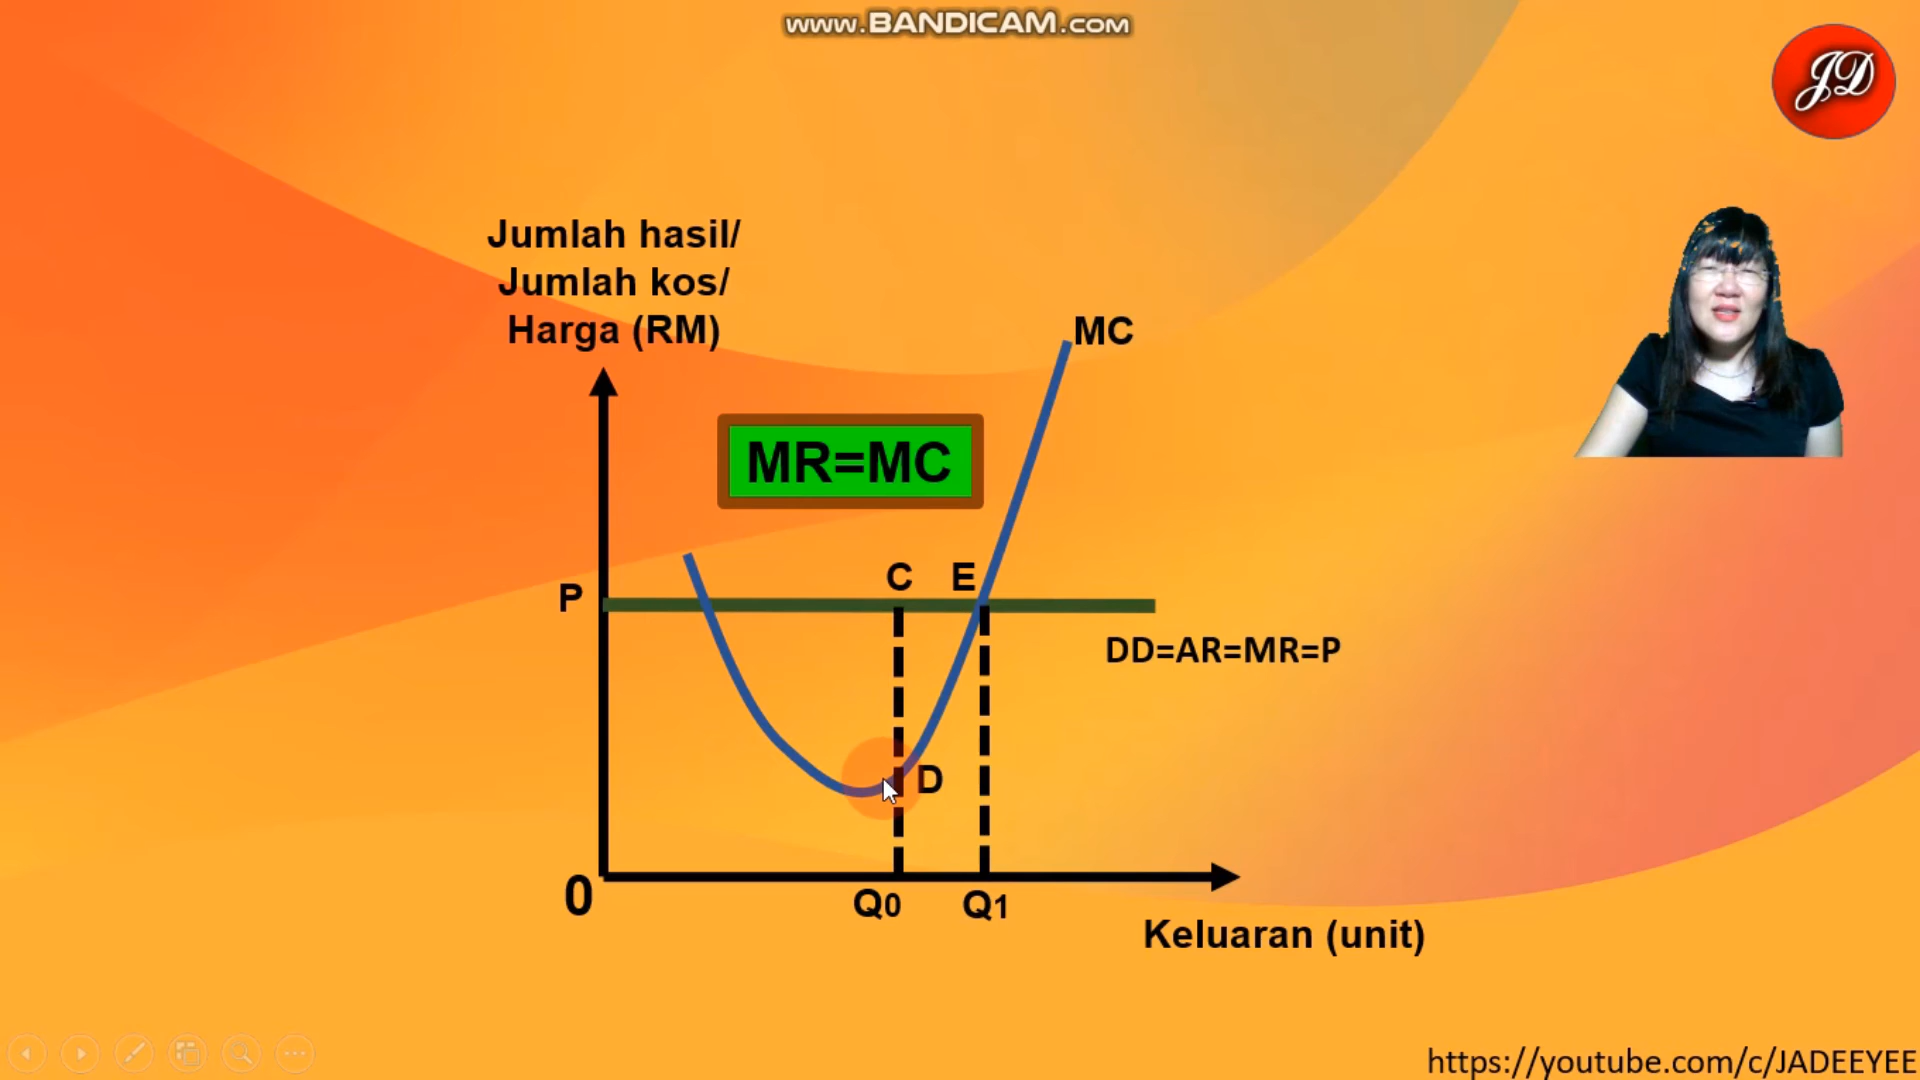 www.BANDICAM.com
JD
Jumlah hasil/
Jumlah kos/
Harga (RM)
MC
MR=MC
P
C
E
DD=AR=MR=P
D
0
Q0
Q1
Keluaran (unit)
https://youtube.com/c/JADEEYEE